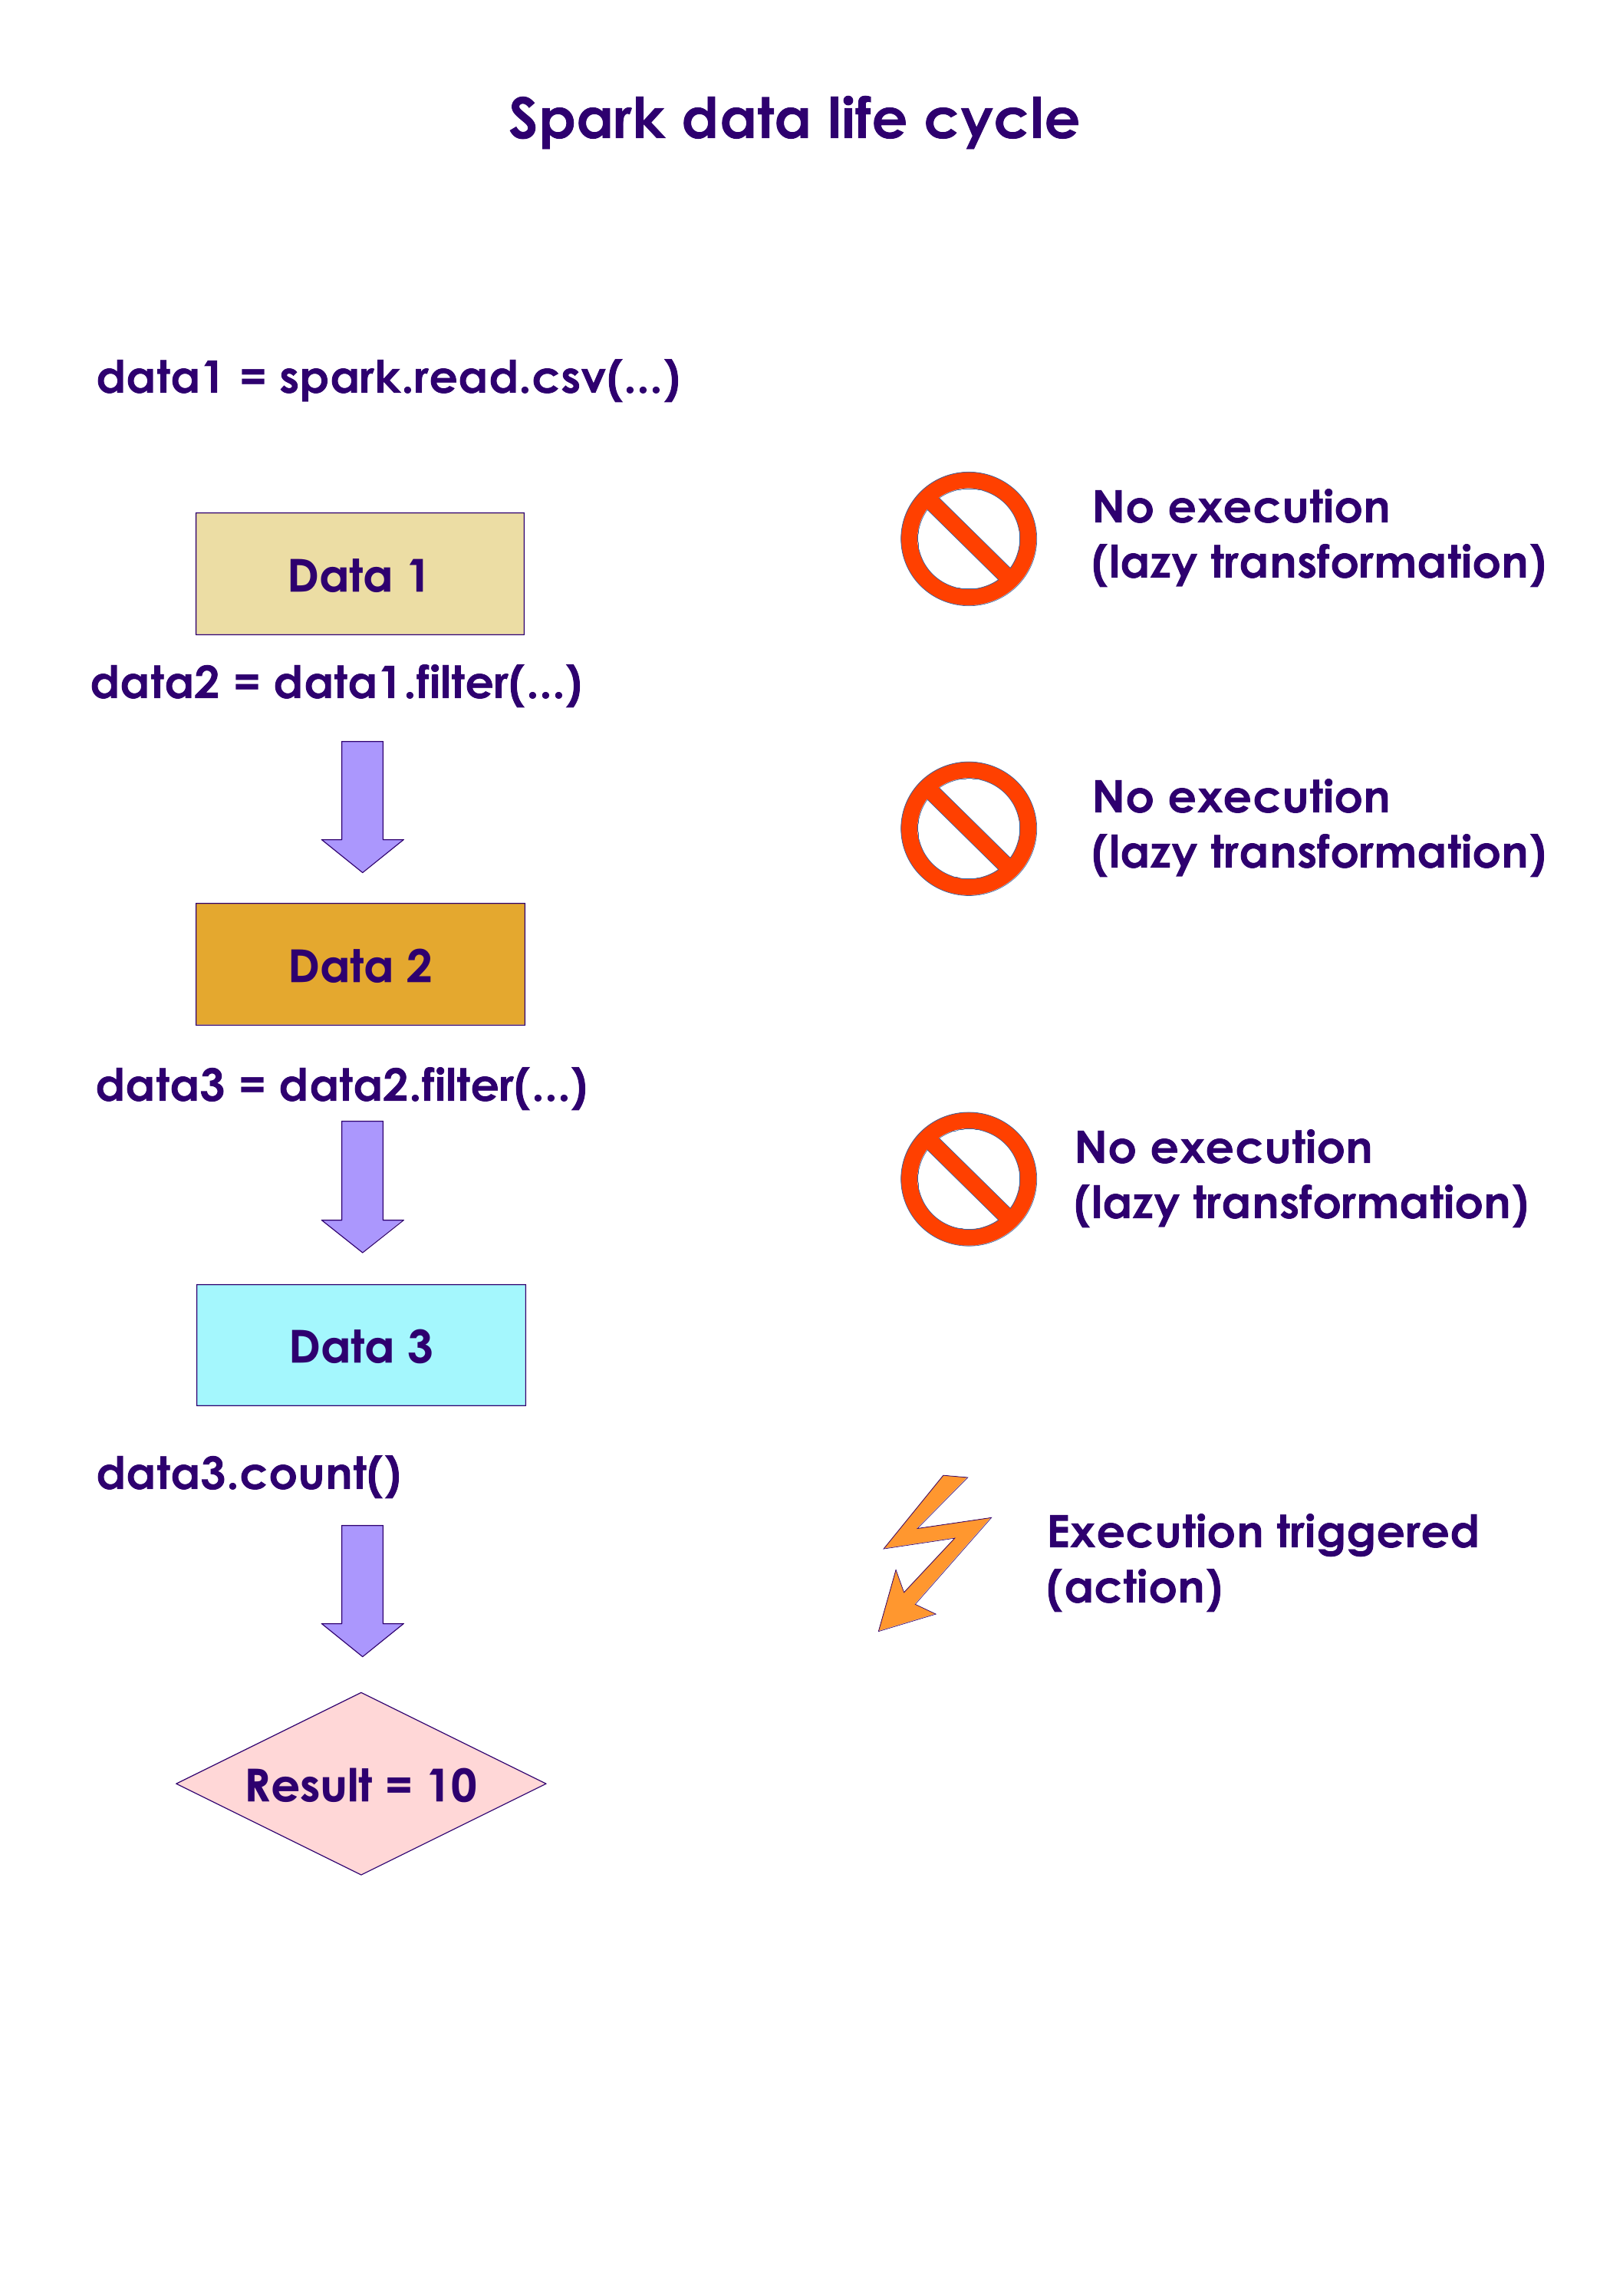 Spark data life cycle
data1 = spark.read.csv(...)
No execution
(lazy transformation)
Data 1
data2 = data1.filter(...)
No execution
(lazy transformation)
Data 2
data3 = data2.filter(...)
No execution
(lazy transformation)
Data 3
data3.count()
Execution triggered
(action)
Result = 10